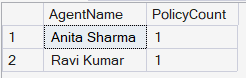 AgentName PolicyCount
1 Anita Sharma 1
2 Ravi Kumar 1